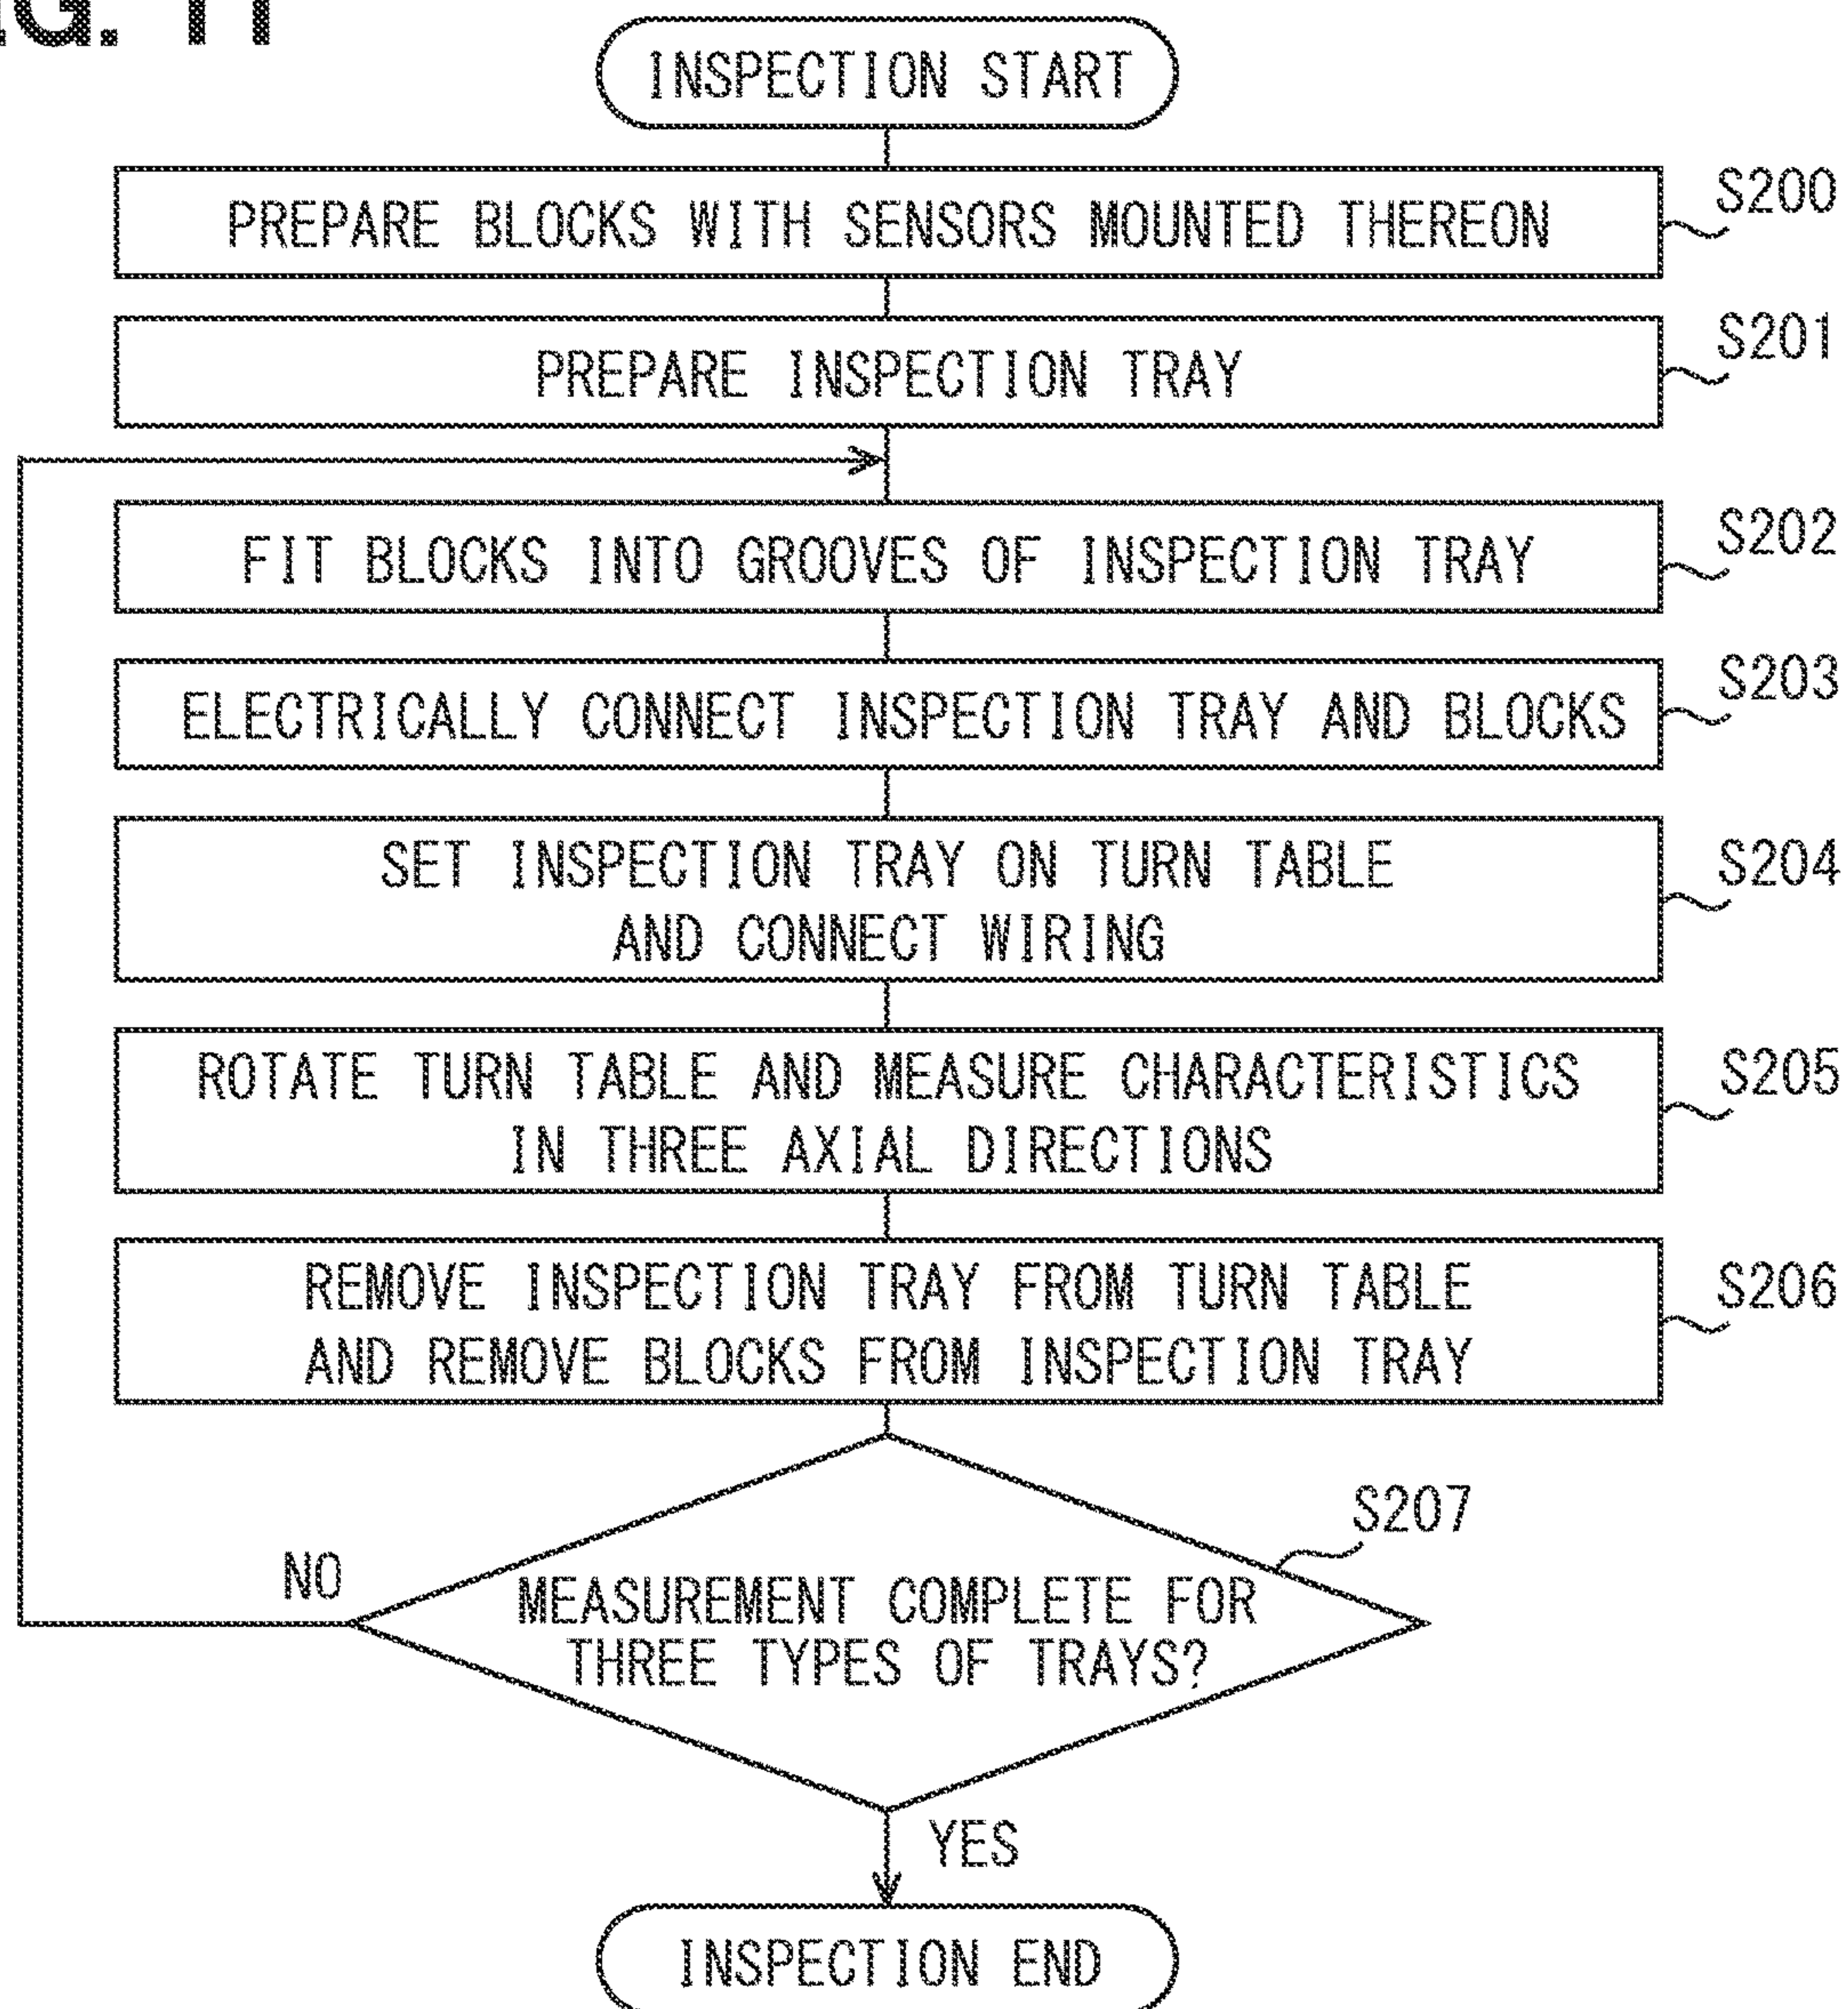 G. 11
INSPECTION START
PREPARE BLOCKS WITH SENSORS MOUNTED THEREON
S200
PREPARE INSPECTION TRAY
S201
FIT BLOCKS INTO GROOVES OF INSPECTION TRAY
S202
ELECTRICALLY CONNECT INSPECTION TRAY AND BLOCKS
S203
SET INSPECTION TRAY ON TURN TABLE
AND CONNECT WIRING
S204
ROTATE TURN TABLE AND MEASURE CHARACTERISTICS
IN THREE AXIAL DIRECTIONS
S205
REMOVE INSPECTION TRAY FROM TURN TABLE
AND REMOVE BLOCKS FROM INSPECTION TRAY
S206
S207
NO
MEASUREMENT COMPLETE FOR
THREE TYPES OF TRAYS?
YES
INSPECTION END